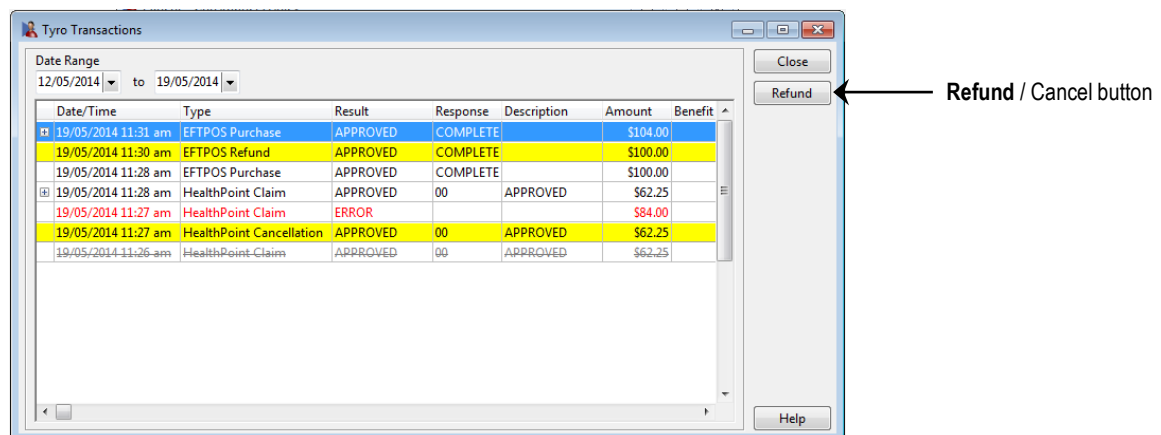 Tyro Transactions
Date Range
12/05/2014 to 19/05/2014
Close
Refund
Refund / Cancel button
Date/Time Type Result Response Description Amount Benefit
19/05/2014 11:31 am EFTPOS Purchase APPROVED COMPLETE $104.00
19/05/2014 11:30 am EFTPOS Refund APPROVED COMPLETE $100.00
19/05/2014 11:28 am EFTPOS Purchase APPROVED COMPLETE $100.00
19/05/2014 11:28 am HealthPoint Claim APPROVED 00 APPROVED $62.25
19/05/2014 11:27 am HealthPoint Claim ERROR $84.00
19/05/2014 11:27 am HealthPoint Cancellation APPROVED 00 APPROVED $62.25
19/05/2014 11:26 am HealthPoint Claim APPROVED 00 APPROVED $62.25
Help